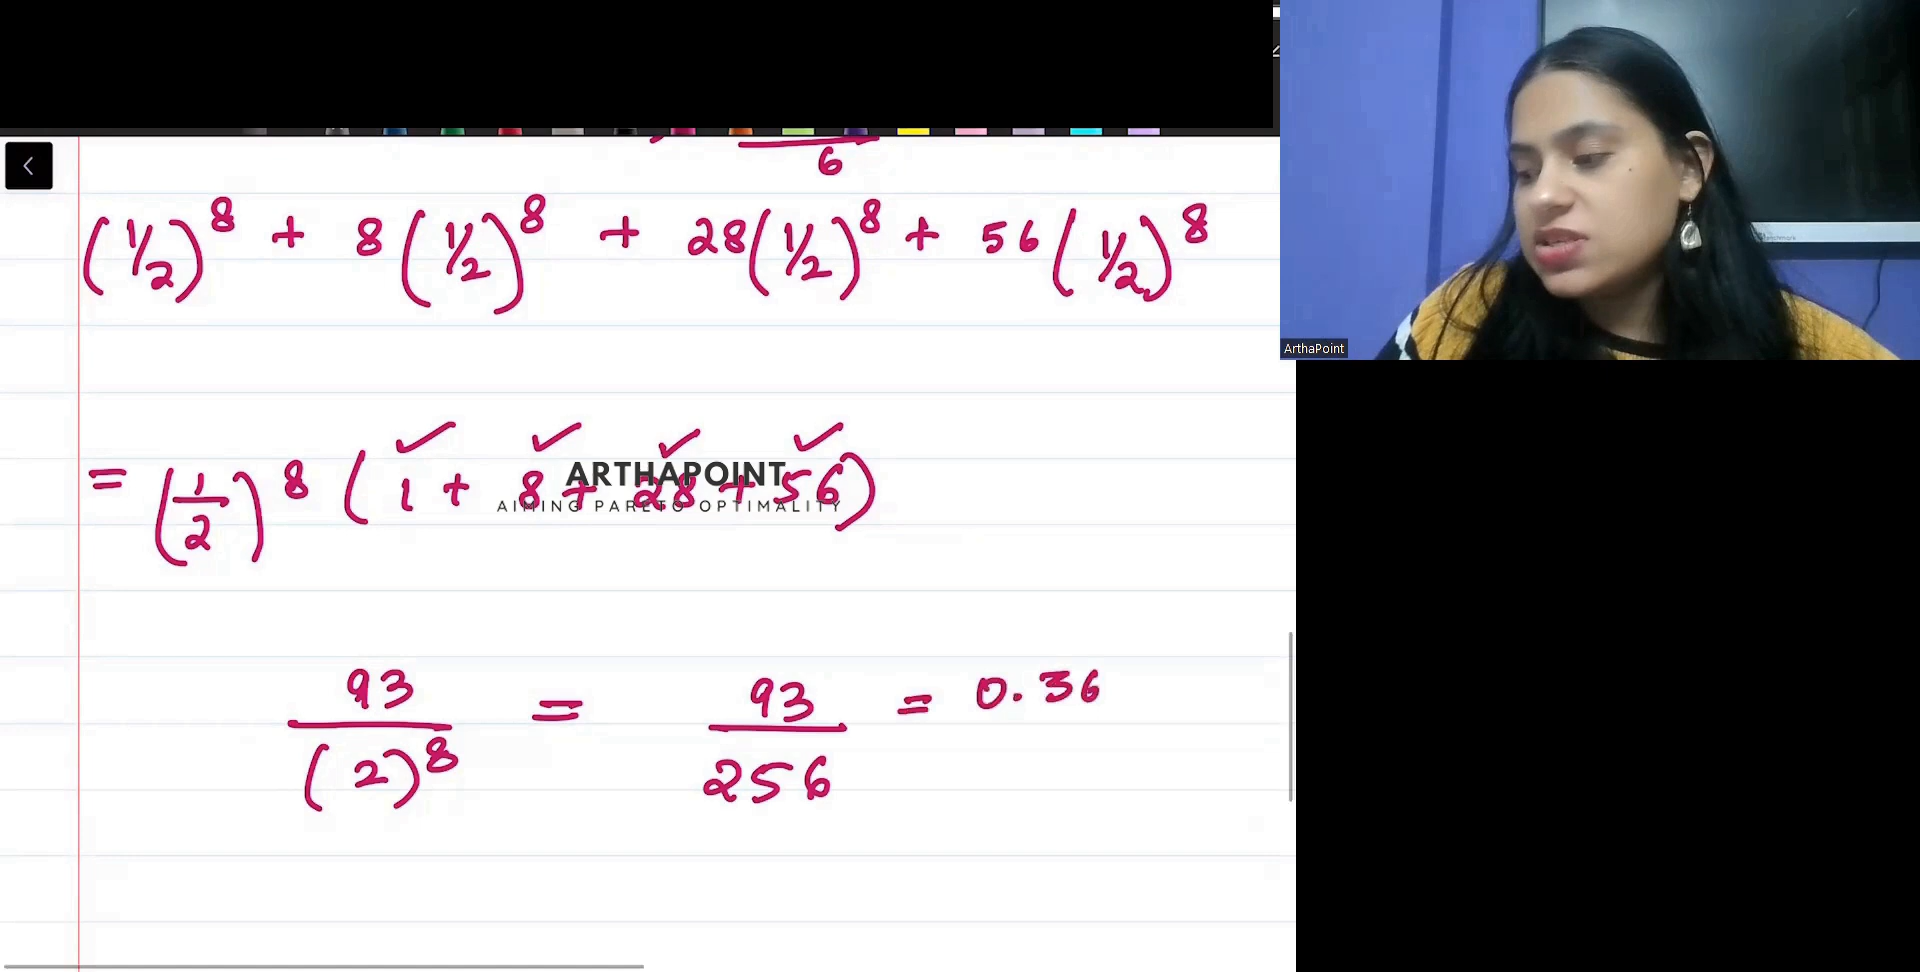 6
(1/2)^8 + 8(1/2)^8 + 28(1/2)^8 + 56(1/2)^8
= (1/2)^8 (1 + 8 + 28 + 56)
ARTHAPOINT
AIMING PARETO OPTIMALITY
93/(2)^8 = 93/256 = 0.36
ArthaPoint